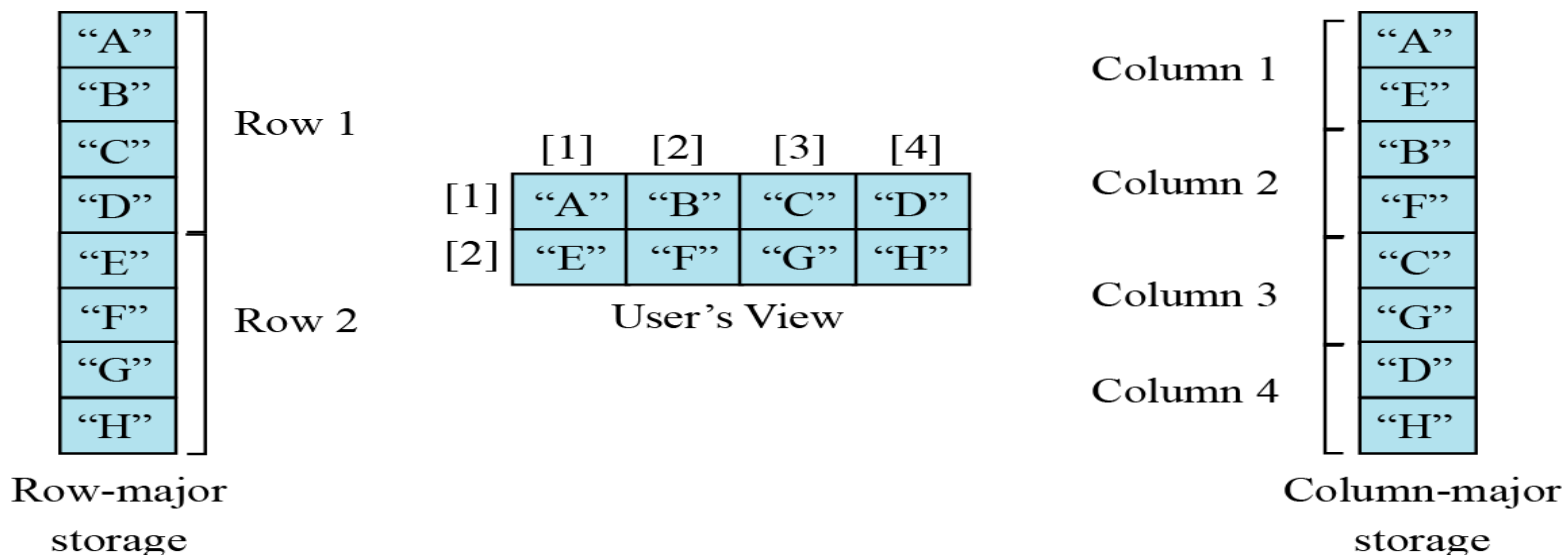 “A”
“B”
“C”
“D”
“E”
“F”
“G”
“H”
Row 1
Row 2
Row-major
storage
[1] [2] [3] [4]
[1] “A” “B” “C” “D”
[2] “E” “F” “G” “H”
User’s View
Column 1
Column 2
Column 3
Column 4
“A”
“E”
“B”
“F”
“C”
“G”
“D”
“H”
Column-major
storage